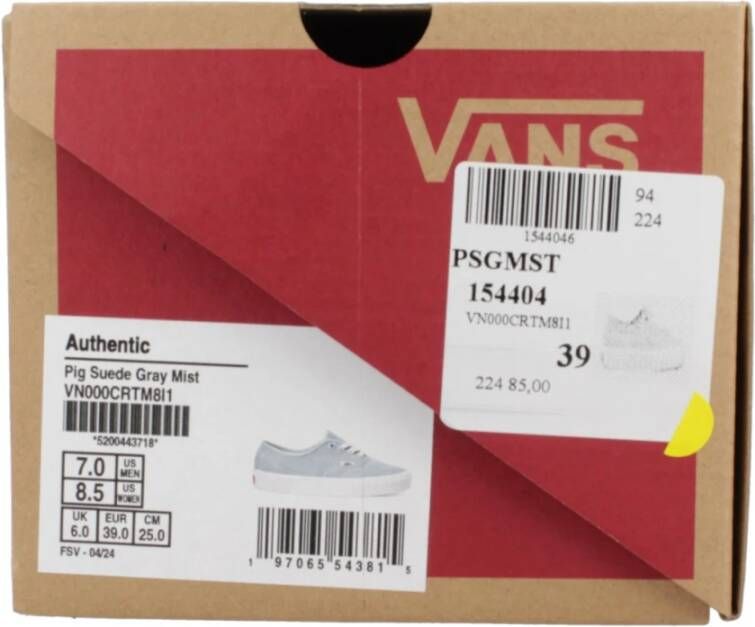 VANS
94
224
1544046
PSGMST
154404
VN000CRTM8I1
39
224 85,00
Authentic
Pig Suede Gray Mist
VN000CRTM8I1
*5200443718*
7.0 US MEN
8.5 US WOMEN
UK EUR CM
6.0 39.0 25.0
FSV - 04/24
1 97065 54381 5